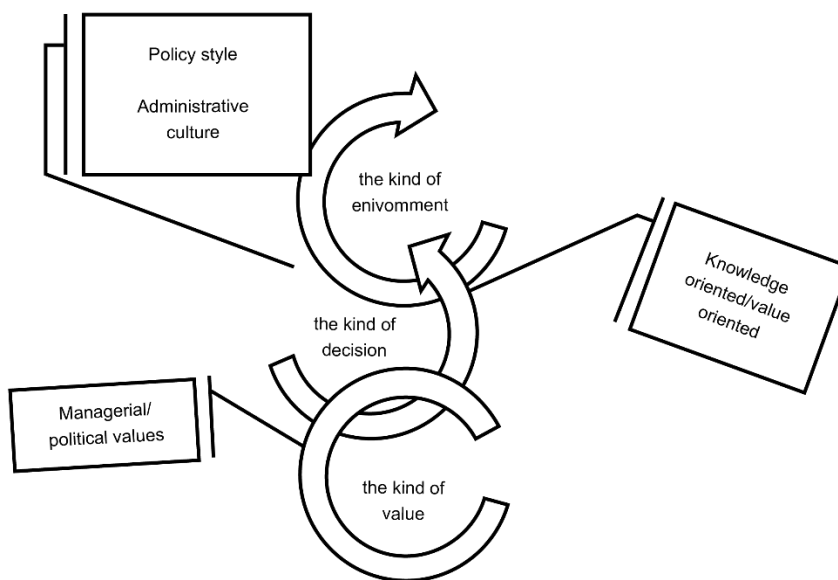 Policy style
Administrative
culture
the kind of
enivomment
Knowledge
oriented/value
oriented
the kind of
decision
Managerial/
political values
the kind of
value